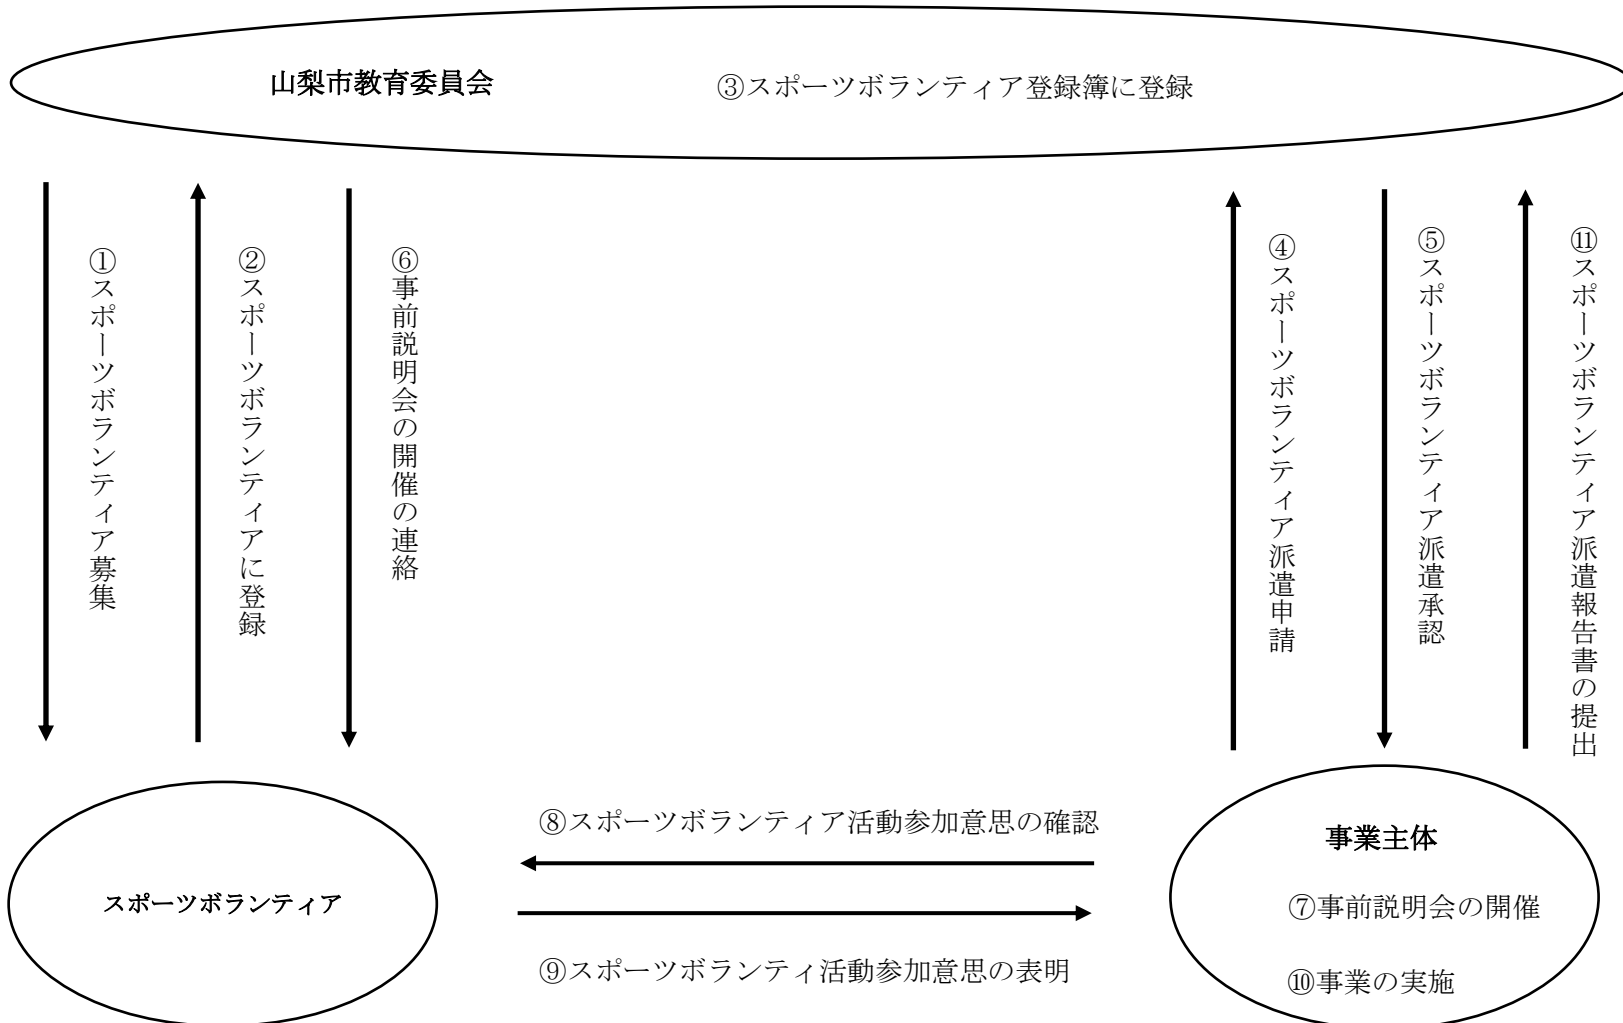 山梨市教育委員会
③スポーツボランティア登録簿に登録
①スポーツボランティア募集
②スポーツボランティアに登録
⑥事前説明会の開催の連絡
④スポーツボランティア派遣申請
⑤スポーツボランティア派遣承認
⑪スポーツボランティア派遣報告書の提出
⑧スポーツボランティア活動参加意思の確認
⑨スポーツボランティ活動参加意思の表明
スポーツボランティア
事業主体
⑦事前説明会の開催
⑩事業の実施